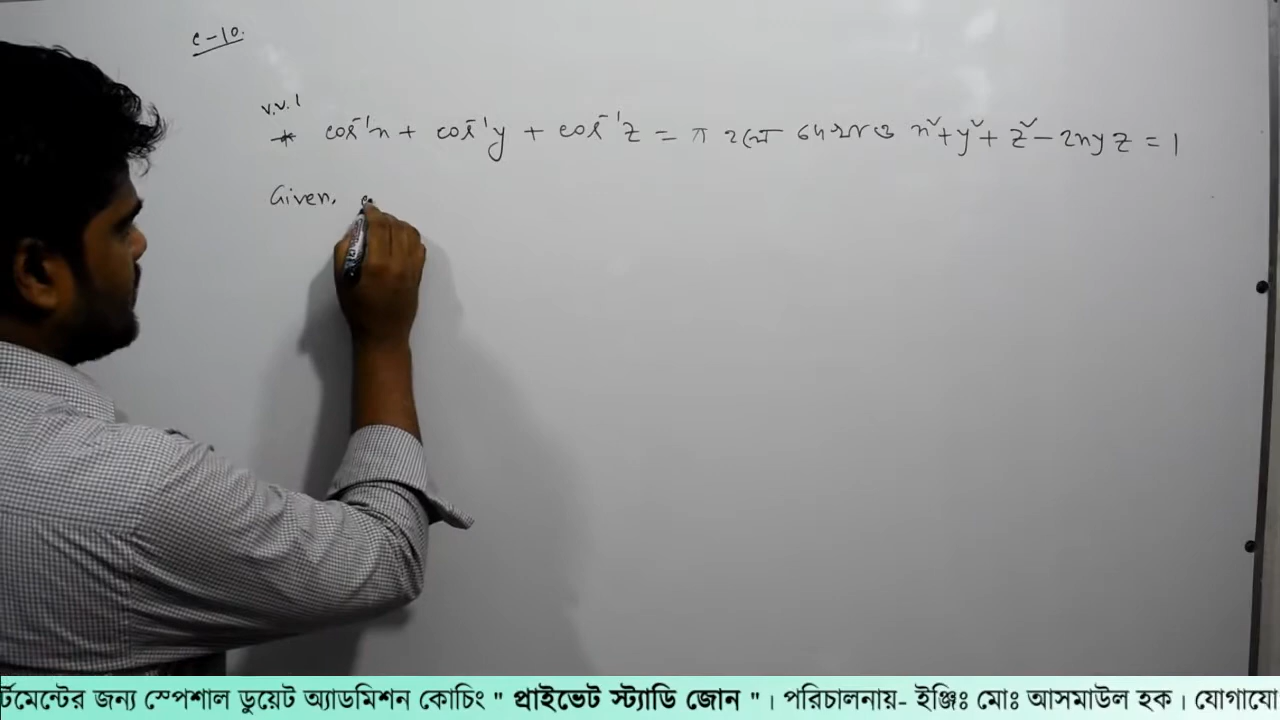 c-10.
v.v.1
* cos⁻¹x + cos⁻¹y + cos⁻¹z = π হলে দেখাও x² + y² + z² - 2xyz = 1
Given, c
র্টমেন্টের জন্য স্পেশাল ডুয়েট অ্যাডমিশন কোচিং " প্রাইভেট স্ট্যাডি জোন " । পরিচালনায়- ইঞ্জিঃ মোঃ আসমাউল হক । যোগাযো